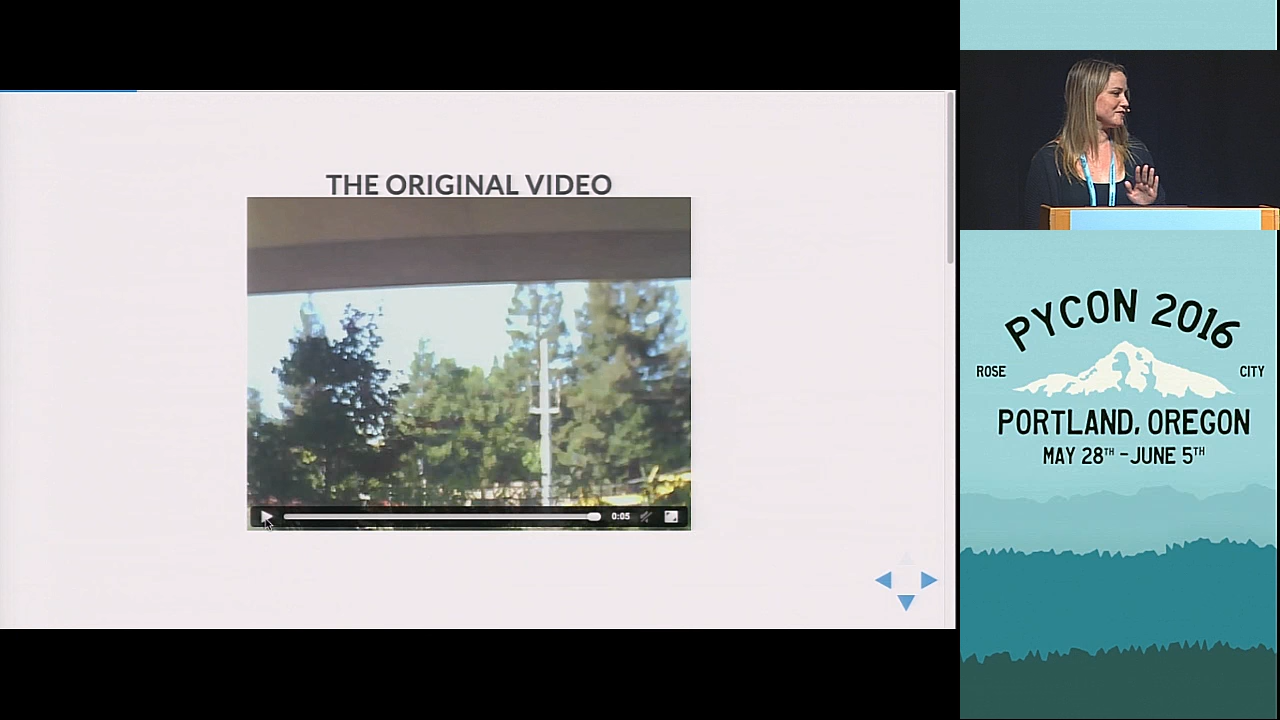 THE ORIGINAL VIDEO
0:05
PYCON 2016
ROSE
CITY
PORTLAND, OREGON
MAY 28TH - JUNE 5TH